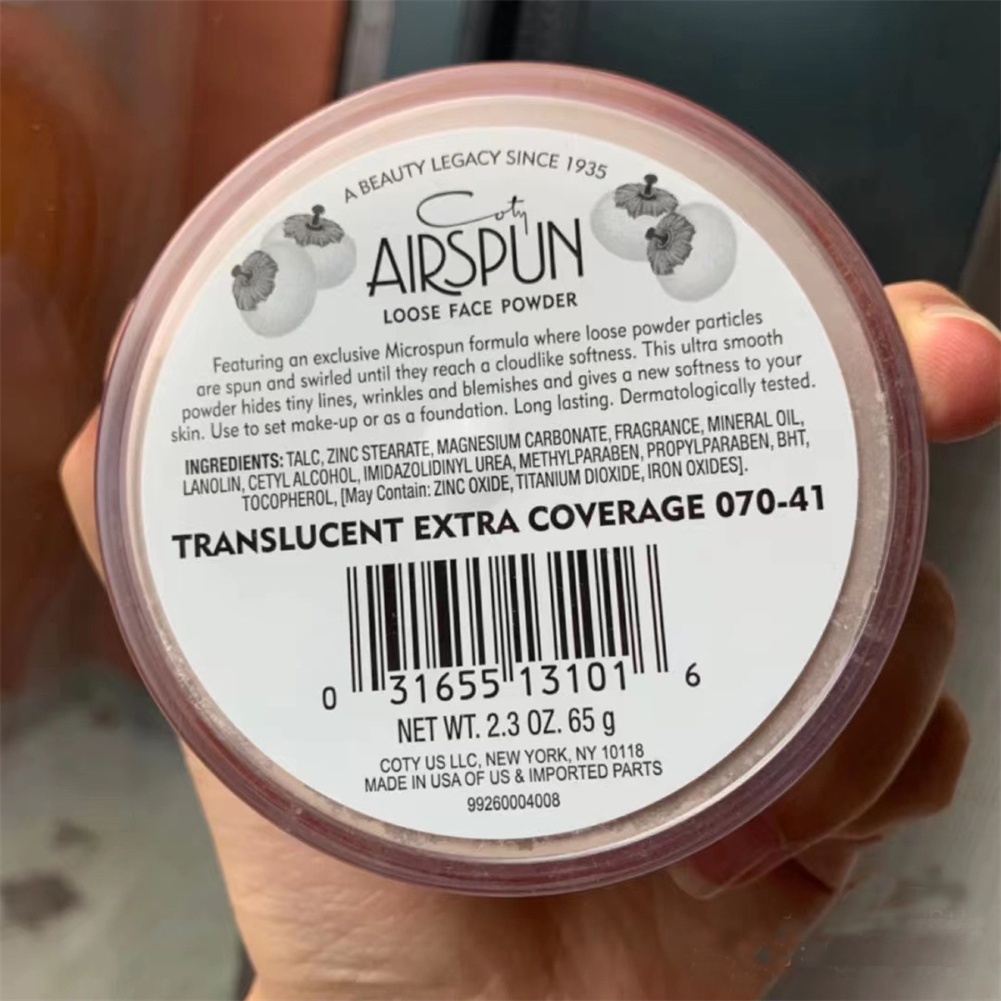 A BEAUTY LEGACY SINCE 1935
Coty
AIRSPUN
LOOSE FACE POWDER
Featuring an exclusive Microspun formula where loose powder particles
are spun and swirled until they reach a cloudlike softness. This ultra smooth
powder hides tiny lines, wrinkles and blemishes and gives a new softness to your
skin. Use to set make-up or as a foundation. Long lasting. Dermatologically tested.
INGREDIENTS: TALC, ZINC STEARATE, MAGNESIUM CARBONATE, FRAGRANCE, MINERAL OIL,
LANOLIN, CETYL ALCOHOL, IMIDAZOLIDINYL UREA, METHYLPARABEN, PROPYLPARABEN, BHT,
TOCOPHEROL, [May Contain: ZINC OXIDE, TITANIUM DIOXIDE, IRON OXIDES].
TRANSLUCENT EXTRA COVERAGE 070-41
0 31655 13101 6
NET WT. 2.3 OZ. 65 g
COTY US LLC, NEW YORK, NY 10118
MADE IN USA OF US & IMPORTED PARTS
99260004008